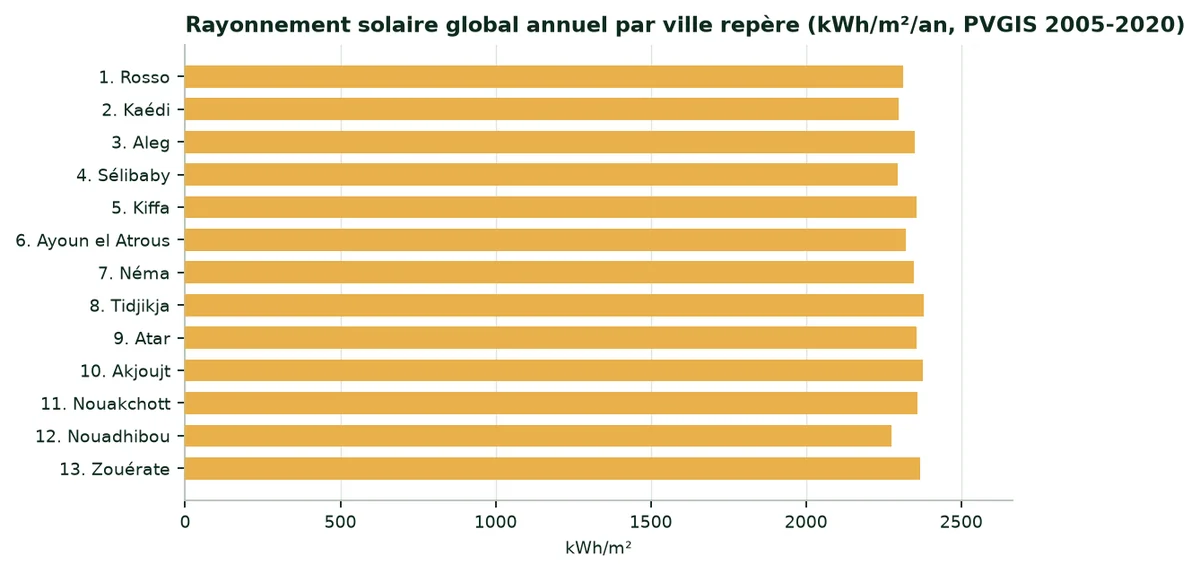 Rayonnement solaire global annuel par ville repère (kWh/m²/an, PVGIS 2005-2020)
1. Rosso
2. Kaédi
3. Aleg
4. Sélibaby
5. Kiffa
6. Ayoun el Atrous
7. Néma
8. Tidjikja
9. Atar
10. Akjoujt
11. Nouakchott
12. Nouadhibou
13. Zouérate
0 500 1000 1500 2000 2500
kWh/m²